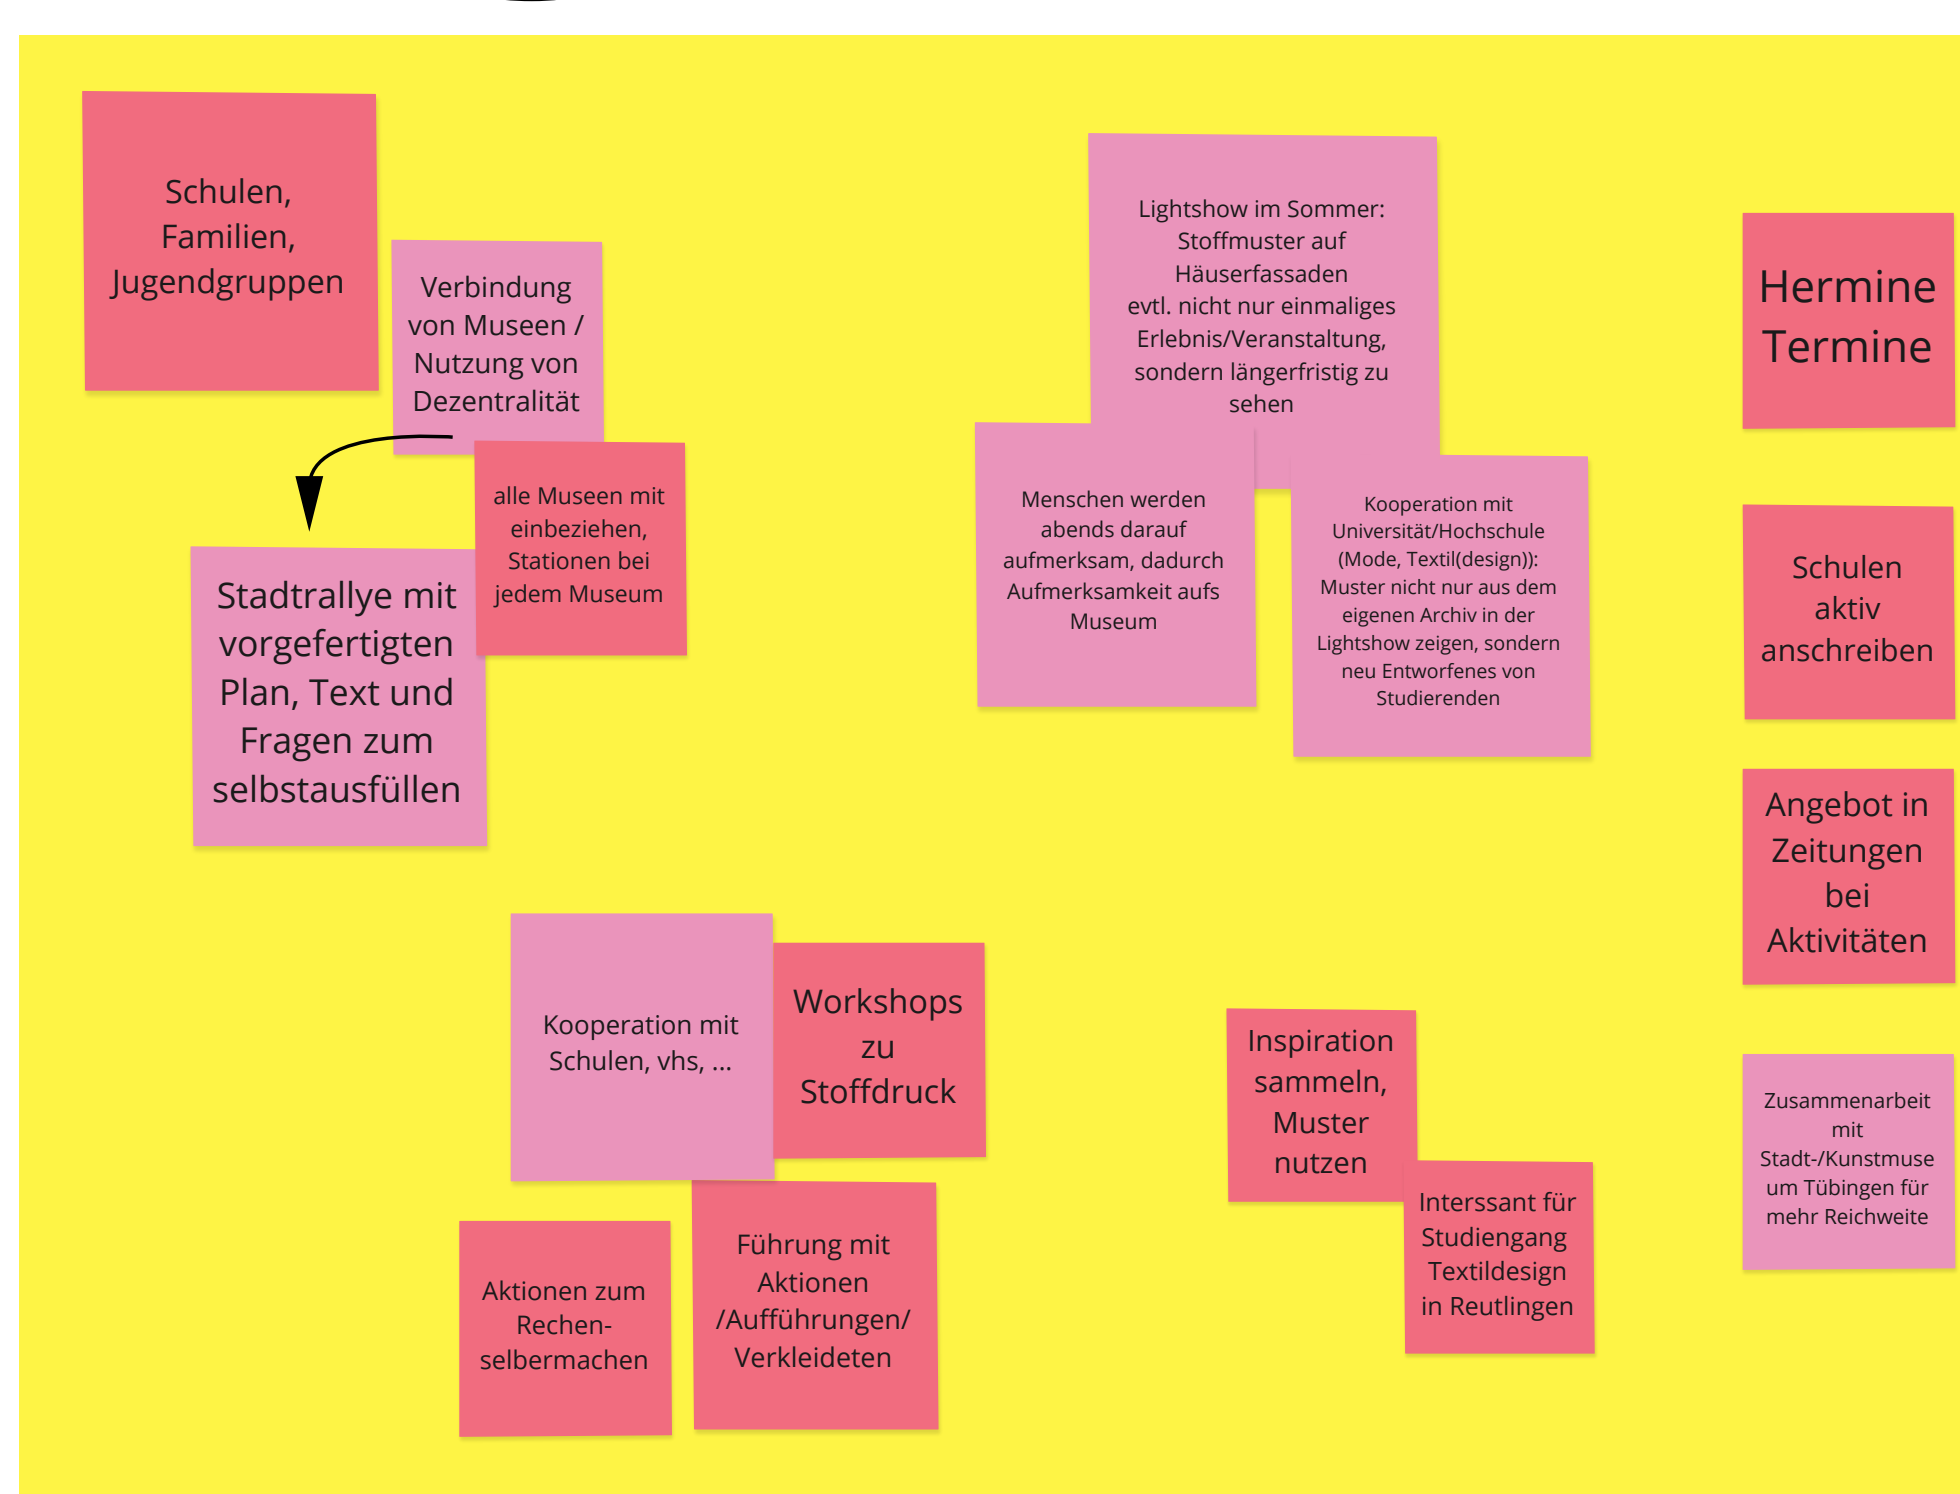 Schulen,
Familien,
Jugendgruppen
Verbindung
von Museen /
Nutzung von
Dezentralität
alle Museen mit
einbeziehen,
Stationen bei
jedem Museum
Stadtrallye mit
vorgefertigten
Plan, Text und
Fragen zum
selbstausfüllen
Lightshow im Sommer:
Stoffmuster auf
Häuserfassaden
evtl. nicht nur einmaliges
Erlebnis/Veranstaltung,
sondern längerfristig zu
sehen
Menschen werden
abends darauf
aufmerksam, dadurch
Aufmerksamkeit aufs
Museum
Kooperation mit
Universität/Hochschule
(Mode, Textil(design)):
Muster nicht nur aus dem
eigenen Archiv in der
Lightshow zeigen, sondern
neu Entworfenes von
Studierenden
Hermine
Termine
Schulen
aktiv
anschreiben
Angebot in
Zeitungen
bei
Aktivitäten
Zusammenarbeit
mit
Stadt-/Kunstmuse
um Tübingen für
mehr Reichweite
Kooperation mit
Schulen, vhs, ...
Workshops
zu
Stoffdruck
Aktionen zum
Rechen-
selbermachen
Führung mit
Aktionen
/Aufführungen/
Verkleideten
Inspiration
sammeln,
Muster
nutzen
Interssant für
Studiengang
Textildesign
in Reutlingen